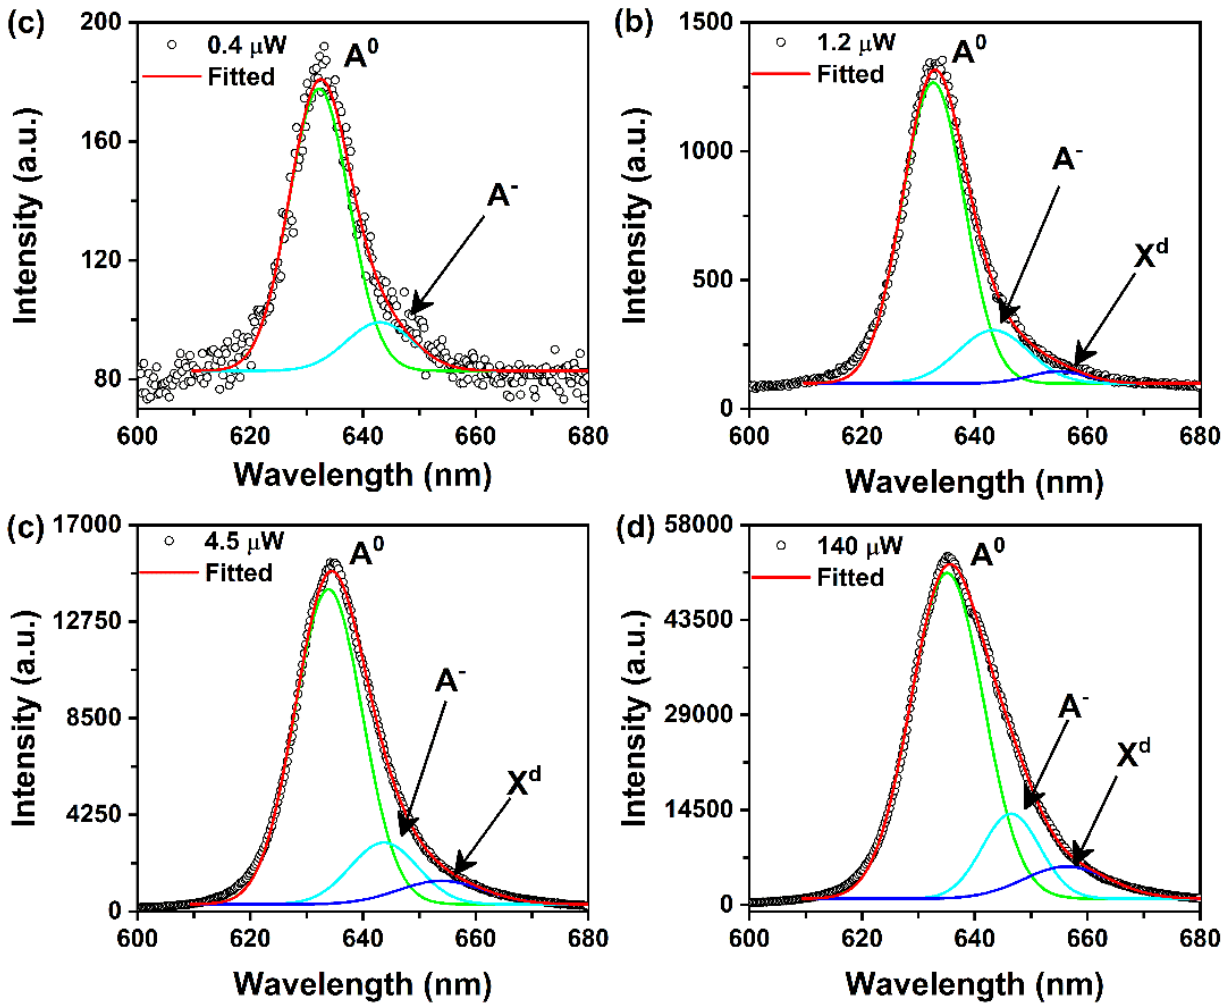 (c)
0.4 μW
Fitted
A⁰
A⁻
200
160
120
80
600 620 640 660 680
Intensity (a.u.)
Wavelength (nm)
(b)
1.2 μW
Fitted
A⁰
A⁻
Xᵈ
1500
1000
500
0
600 620 640 660 680
Intensity (a.u.)
Wavelength (nm)
(c)
4.5 μW
Fitted
A⁰
A⁻
Xᵈ
17000
12750
8500
4250
0
600 620 640 660 680
Intensity (a.u.)
Wavelength (nm)
(d)
140 μW
Fitted
A⁰
A⁻
Xᵈ
58000
43500
29000
14500
0
600 620 640 660 680
Intensity (a.u.)
Wavelength (nm)